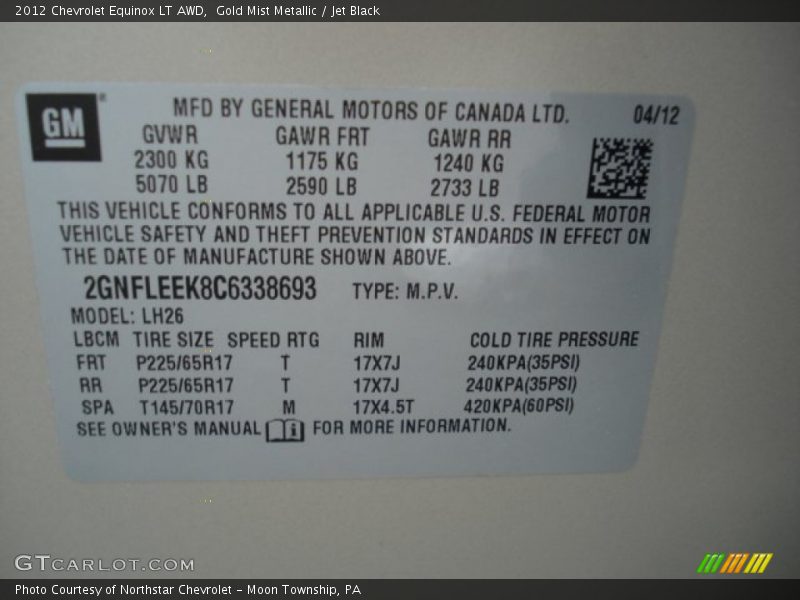 2012 Chevrolet Equinox LT AWD,  Gold Mist Metallic / Jet Black
GM
MFD BY GENERAL MOTORS OF CANADA LTD. 04/12
GVWR GAWR FRT GAWR RR
2300 KG 1175 KG 1240 KG
5070 LB 2590 LB 2733 LB
THIS VEHICLE CONFORMS TO ALL APPLICABLE U.S. FEDERAL MOTOR
VEHICLE SAFETY AND THEFT PREVENTION STANDARDS IN EFFECT ON
THE DATE OF MANUFACTURE SHOWN ABOVE.
2GNFLEEK8C6338693 TYPE: M.P.V.
MODEL: LH26
LBCM TIRE SIZE SPEED RTG RIM COLD TIRE PRESSURE
FRT P225/65R17 T 17X7J 240KPA(35PSI)
RR P225/65R17 T 17X7J 240KPA(35PSI)
SPA T145/70R17 M 17X4.5T 420KPA(60PSI)
SEE OWNER'S MANUAL i FOR MORE INFORMATION.
GTCARLOT.COM
Photo Courtesy of Northstar Chevrolet - Moon Township, PA